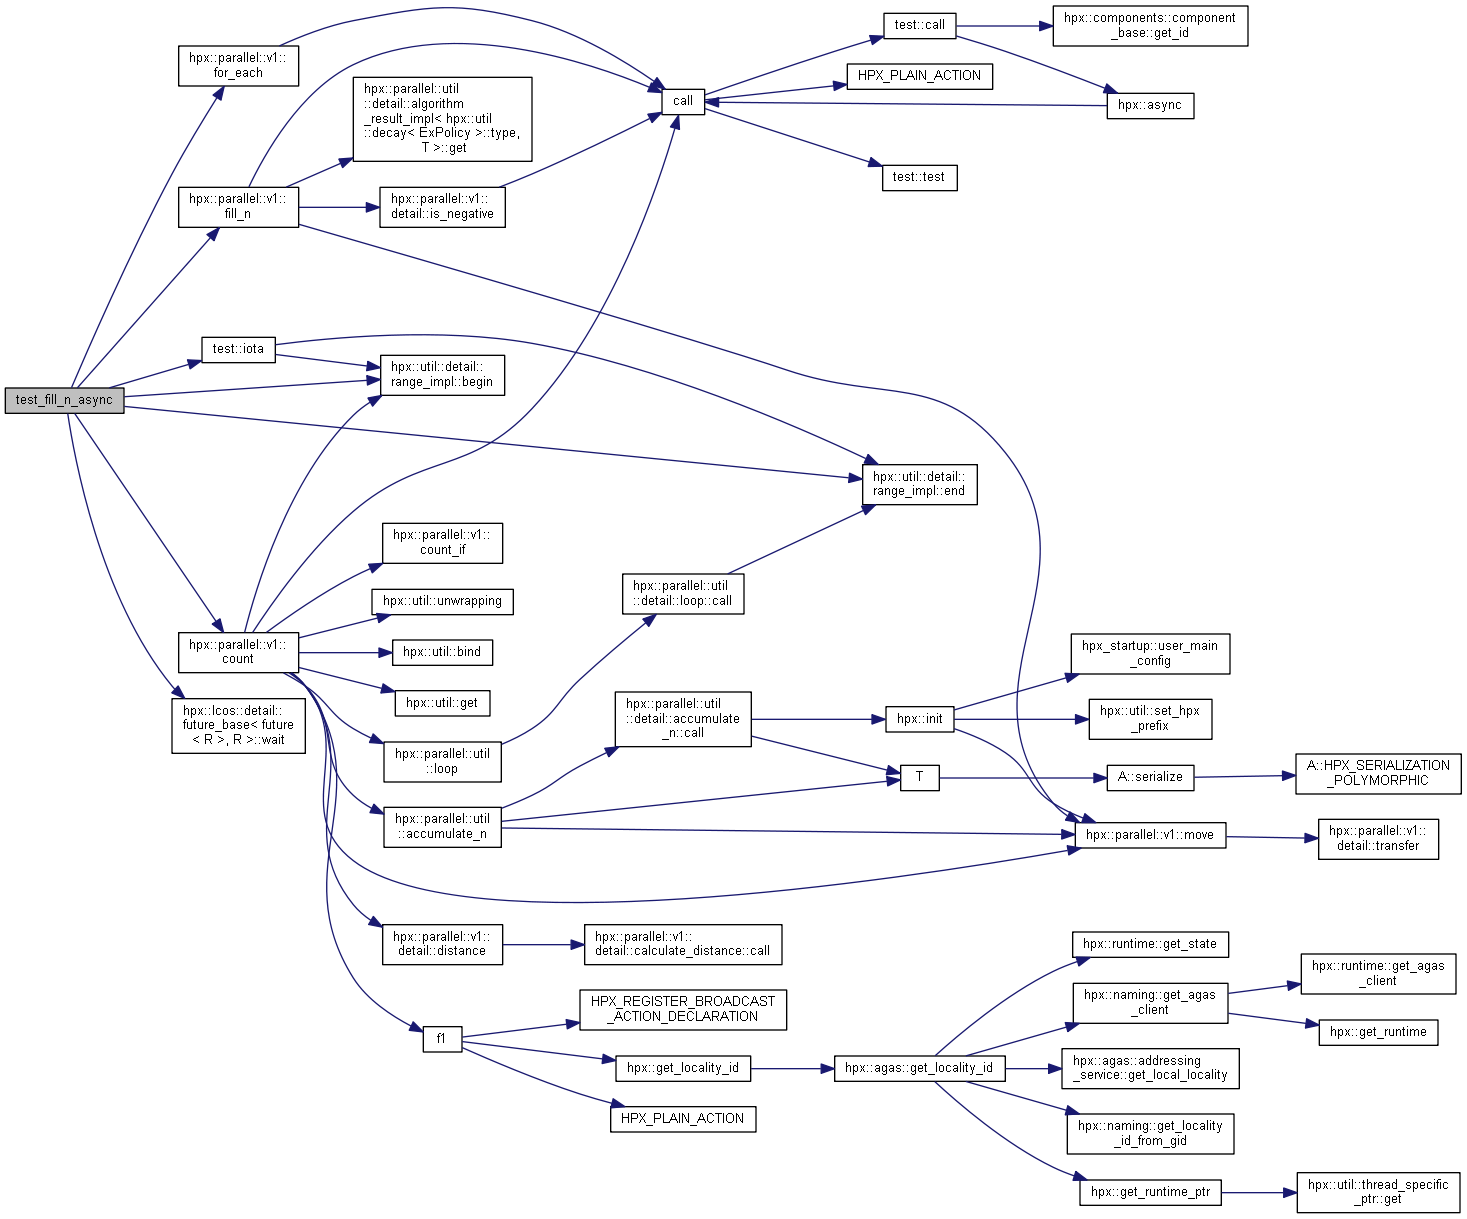 test::call
hpx::components::component
_base::get_id
hpx::parallel::v1::
for_each
HPX_PLAIN_ACTION
hpx::parallel::util
::detail::algorithm
_result_impl< hpx::util
::decay< ExPolicy >::type,
T >::get
call
hpx::async
test::test
hpx::parallel::v1::
fill_n
hpx::parallel::v1::
detail::is_negative
test::iota
hpx::util::detail::
range_impl::begin
test_fill_n_async
hpx::util::detail::
range_impl::end
hpx::parallel::v1::
count_if
hpx::parallel::util
::detail::loop::call
hpx::util::unwrapping
hpx::parallel::v1::
count
hpx::util::bind
hpx_startup::user_main
_config
hpx::util::get
hpx::lcos::detail::
future_base< future
< R >, R >::wait
hpx::parallel::util
::detail::accumulate
_n::call
hpx::init
hpx::util::set_hpx
_prefix
hpx::parallel::util
::loop
T
A::serialize
A::HPX_SERIALIZATION
_POLYMORPHIC
hpx::parallel::util
::accumulate_n
hpx::parallel::v1::move
hpx::parallel::v1::
detail::transfer
hpx::parallel::v1::
detail::distance
hpx::parallel::v1::
detail::calculate_distance::call
hpx::runtime::get_state
hpx::runtime::get_agas
_client
HPX_REGISTER_BROADCAST
_ACTION_DECLARATION
hpx::naming::get_agas
_client
f1
hpx::get_runtime
hpx::get_locality_id
hpx::agas::get_locality_id
hpx::agas::addressing
_service::get_local_locality
HPX_PLAIN_ACTION
hpx::naming::get_locality
_id_from_gid
hpx::get_runtime_ptr
hpx::util::thread_specific
_ptr::get